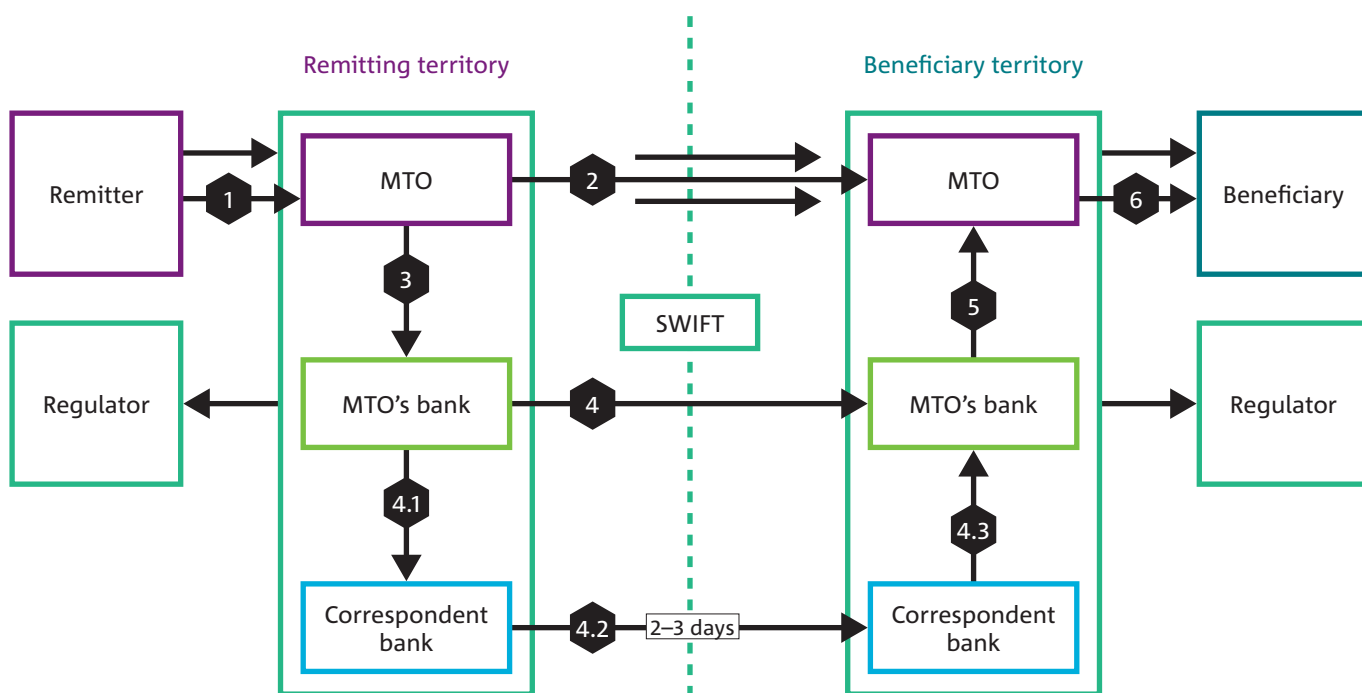 Remitting territory
Beneficiary territory
Remitter
1
MTO
2
MTO
6
Beneficiary
3
5
SWIFT
Regulator
MTO’s bank
4
MTO’s bank
Regulator
4.1
4.3
Correspondent
bank
4.2
2–3 days
Correspondent
bank